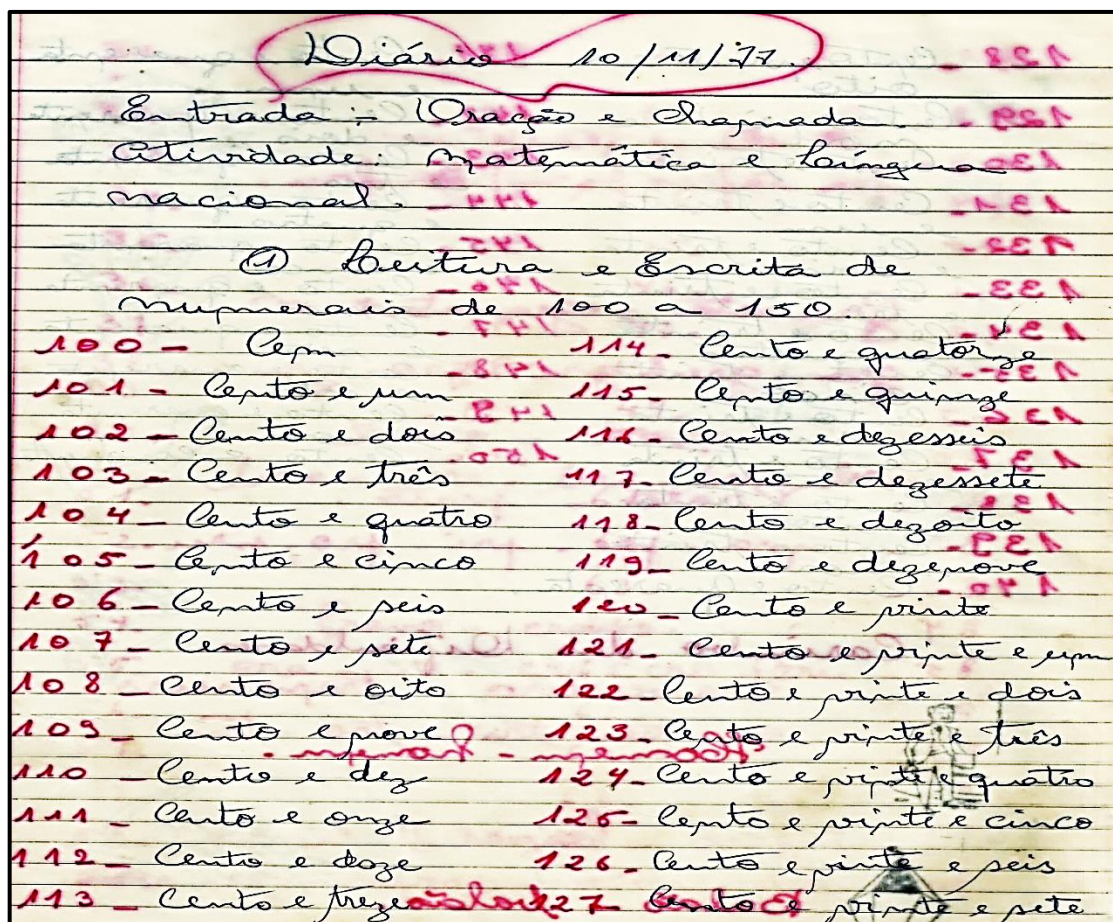 Diário 10/11/77.
Entrada: Oração e chamada.
Atividade: Matemática e Língua
nacional.
① Leitura e Escrita de
numerais de 100 a 150.
100 - Cem
101 - Cento e um
102 - Cento e dois
103 - Cento e três
104 - Cento e quatro
105 - Cento e cinco
106 - Cento e seis
107 - Cento e sete
108 - Cento e oito
109 - Cento e nove
110 - Cento e dez
111 - Cento e onze
112 - Cento e doze
113 - Cento e treze
114 - Cento e quatorze
115 - Cento e quinze
116 - Cento e dezesseis
117 - Cento e dezessete
118 - Cento e dezoito
119 - Cento e dezenove
120 - Cento e vinte
121 - Cento e vinte e um
122 - Cento e vinte e dois
123 - Cento e vinte e três
124 - Cento e vinte e quatro
125 - Cento e vinte e cinco
126 - Cento e vinte e seis
127 - Cento e vinte e sete